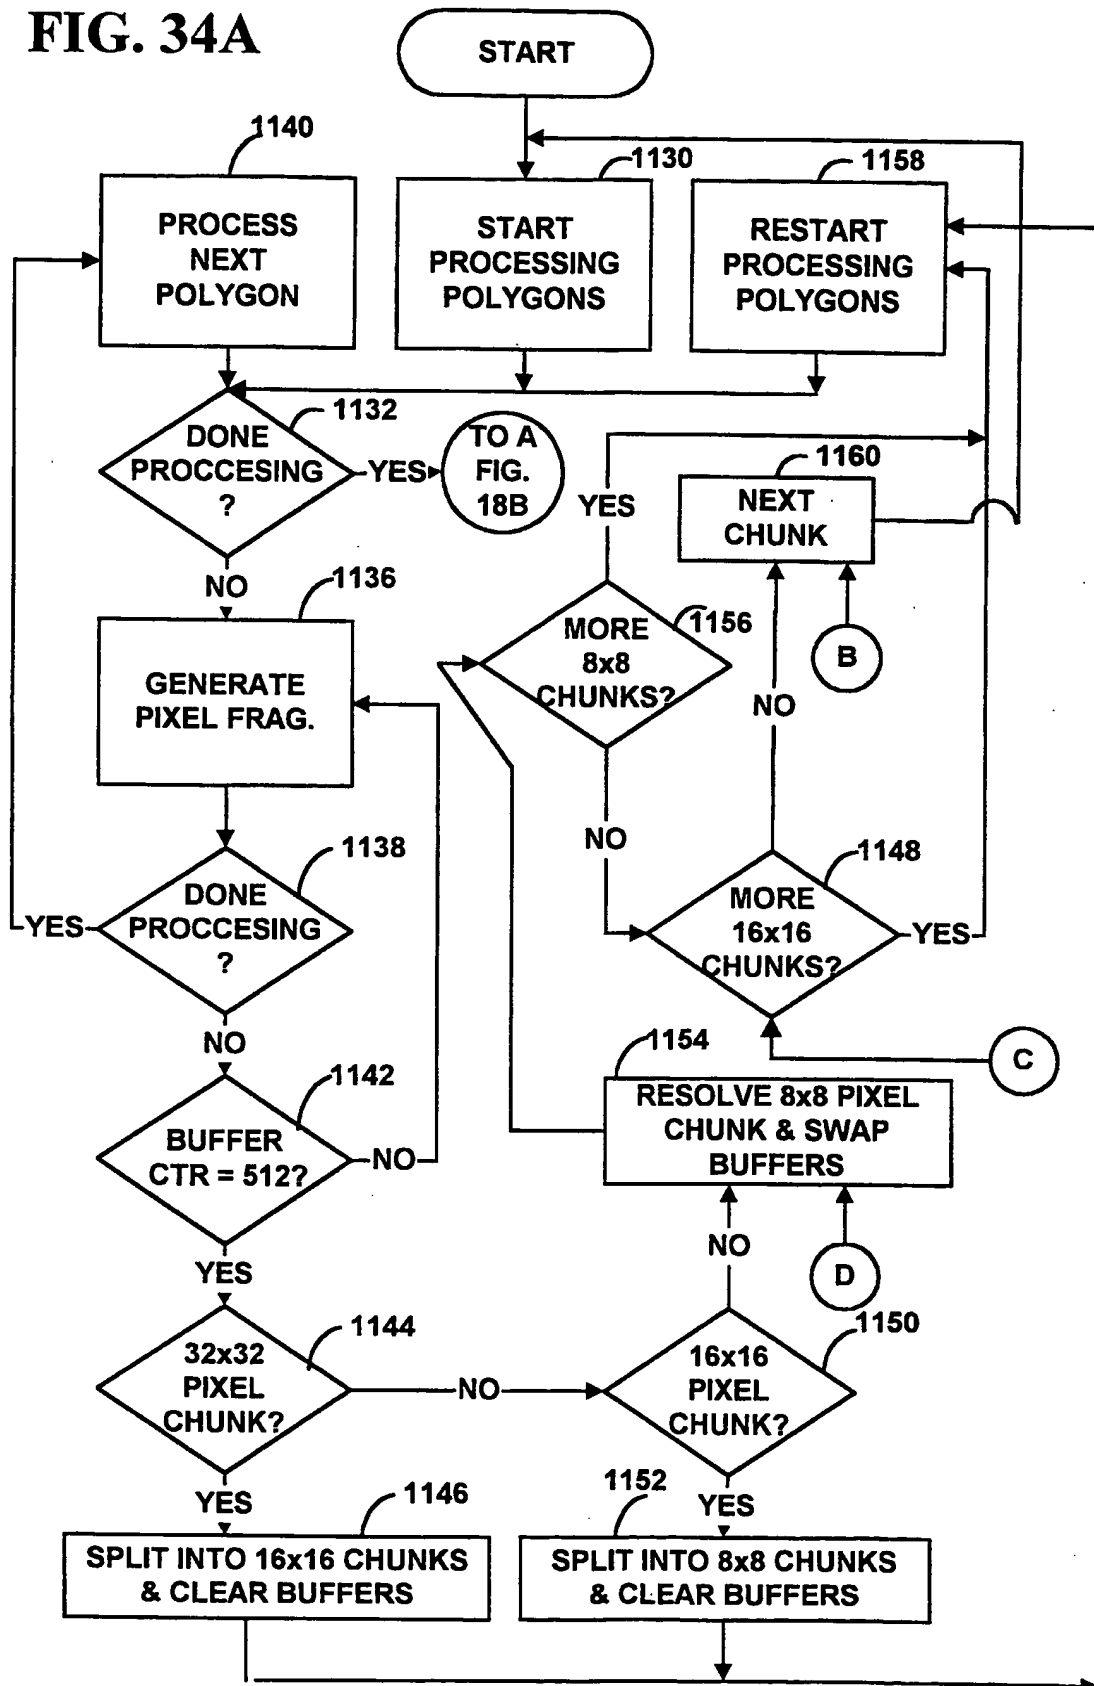 FIG. 34A
START
1140
1130
1158
PROCESS
NEXT
POLYGON
START
PROCESSING
POLYGONS
RESTART
PROCESSING
POLYGONS
1132
DONE
PROCCESING
?
YES
TO A
FIG.
18B
YES
1160
NEXT
CHUNK
NO
1136
GENERATE
PIXEL FRAG.
1156
MORE
8x8
CHUNKS?
B
NO
NO
1138
DONE
PROCCESING
?
YES
1148
MORE
16x16
CHUNKS?
YES
NO
1142
BUFFER
CTR = 512?
NO
1154
RESOLVE 8x8 PIXEL
CHUNK & SWAP
BUFFERS
C
NO
D
YES
1144
32x32
PIXEL
CHUNK?
NO
1150
16x16
PIXEL
CHUNK?
YES
1146
SPLIT INTO 16x16 CHUNKS
& CLEAR BUFFERS
1152
YES
SPLIT INTO 8x8 CHUNKS
& CLEAR BUFFERS